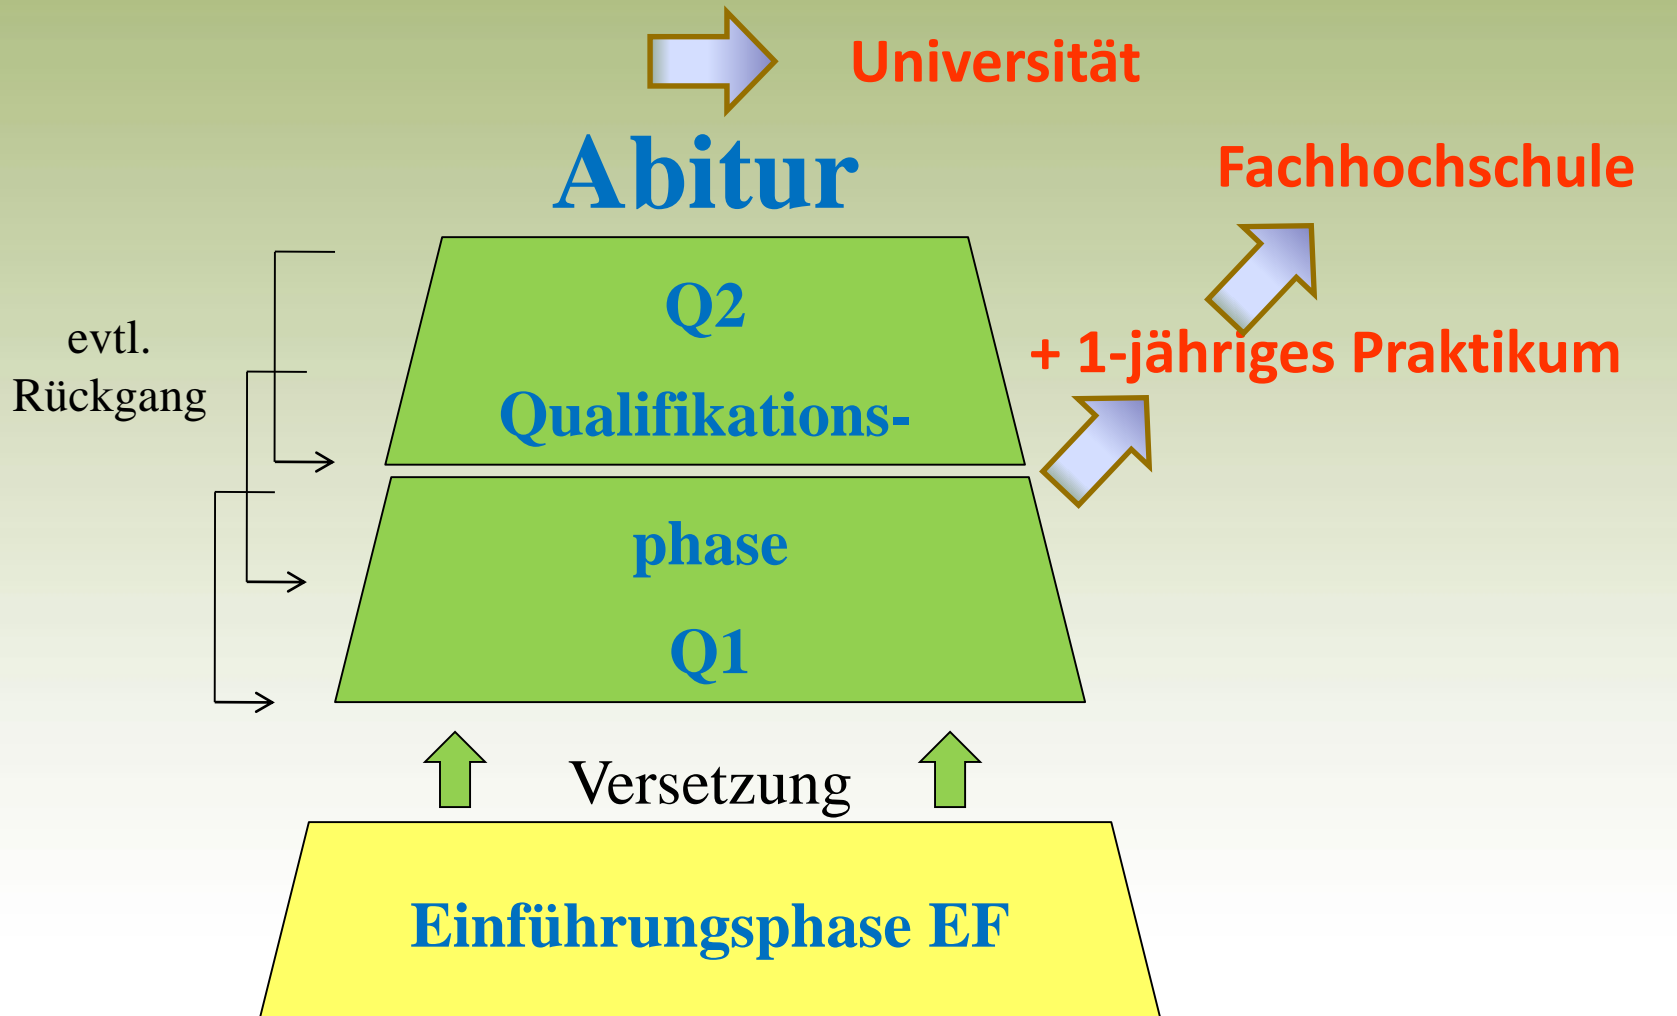 Universität
Abitur
Fachhochschule
Q2
evtl.
Rückgang
+ 1-jähriges Praktikum
Qualifikations-
phase
Q1
Versetzung
Einführungsphase EF